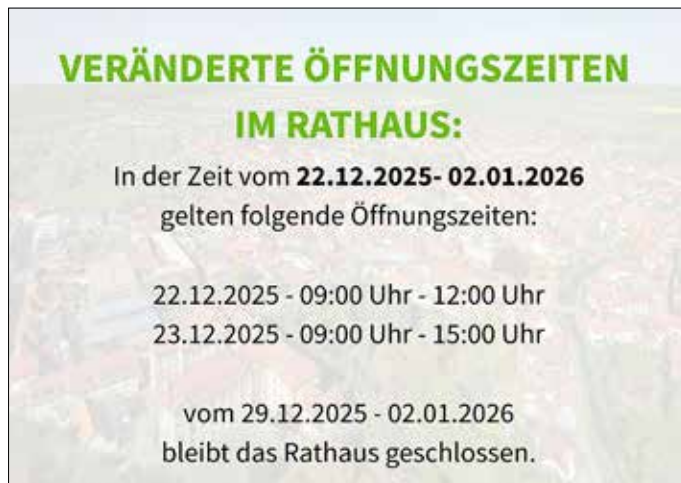 VERÄNDERTE ÖFFNUNGSZEITEN
IM RATHAUS:
In der Zeit vom 22.12.2025- 02.01.2026
gelten folgende Öffnungszeiten:
22.12.2025 - 09:00 Uhr - 12:00 Uhr
23.12.2025 - 09:00 Uhr - 15:00 Uhr
vom 29.12.2025 - 02.01.2026
bleibt das Rathaus geschlossen.